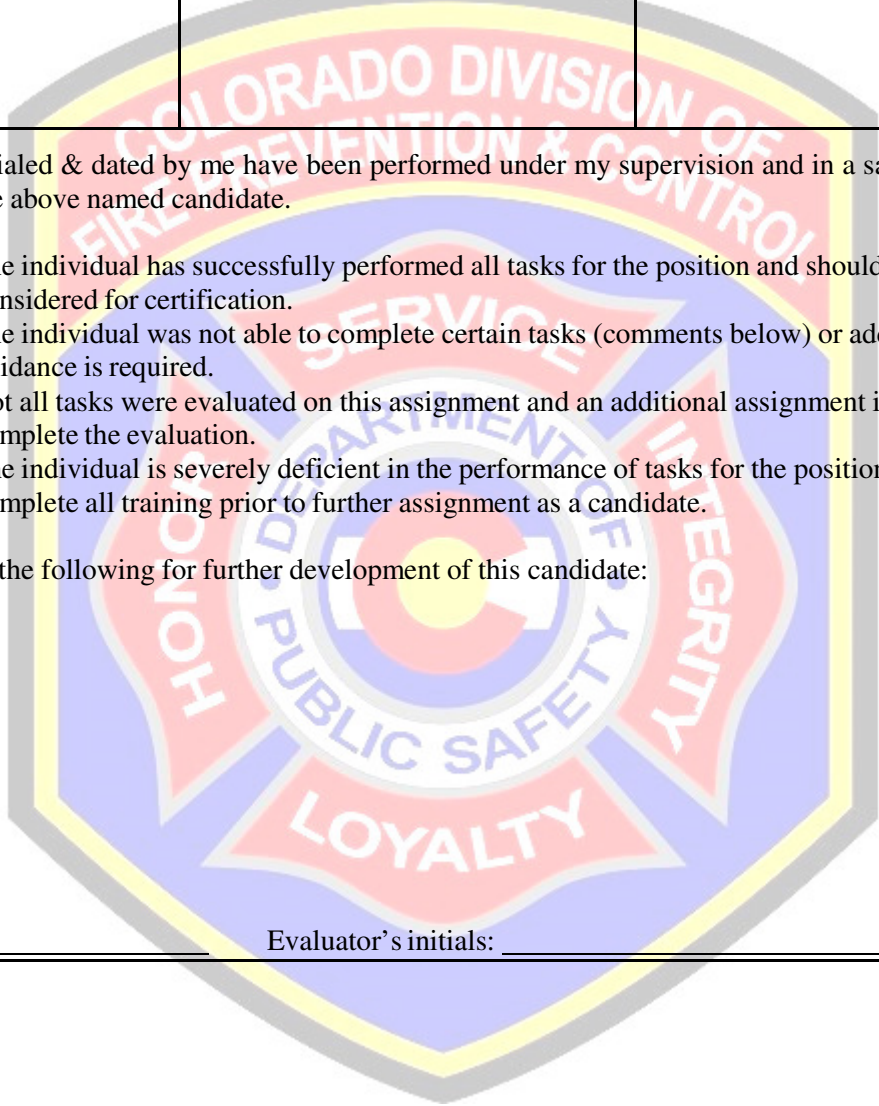 COLORADO DIVISION OF
FIRE PREVENTION & CONTROL
ialed & dated by me have been performed under my supervision and in a sa
e above named candidate.
e individual has successfully performed all tasks for the position and should
nsidered for certification.
e individual was not able to complete certain tasks (comments below) or add
idance is required.
ot all tasks were evaluated on this assignment and an additional assignment i
mplete the evaluation.
e individual is severely deficient in the performance of tasks for the position
mplete all training prior to further assignment as a candidate.
the following for further development of this candidate:
SERVICE
HONOR
INTEGRITY
LOYALTY
DEPARTMENT OF
PUBLIC SAFETY
Evaluator's initials: